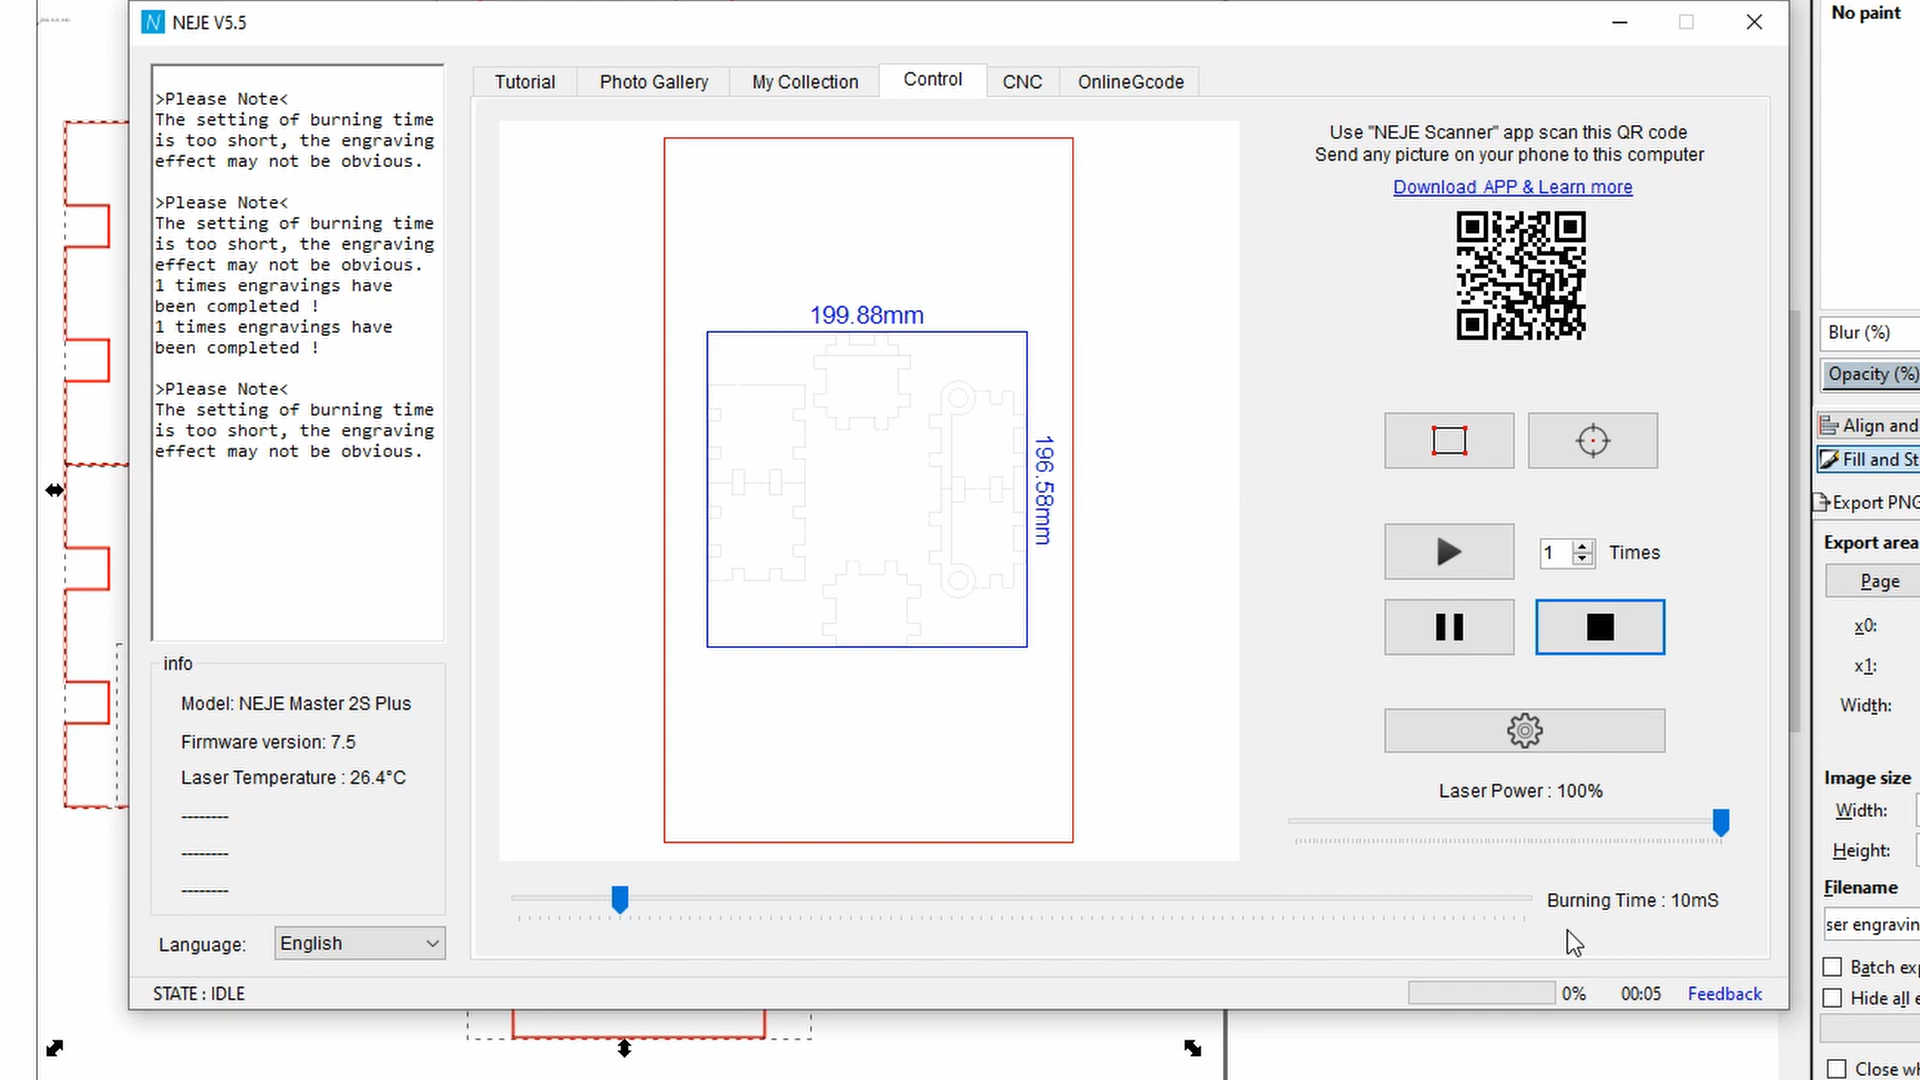 NEJE V5.5
>Please Note<
The setting of burning time
is too short, the engraving
effect may not be obvious.
>Please Note<
The setting of burning time
is too short, the engraving
effect may not be obvious.
1 times engravings have
been completed !
1 times engravings have
been completed !
>Please Note<
The setting of burning time
is too short, the engraving
effect may not be obvious.
info
Model: NEJE Master 2S Plus
Firmware version: 7.5
Laser Temperature : 26.4°C
--------
--------
--------
Language: English
STATE : IDLE
Tutorial Photo Gallery My Collection Control CNC OnlineGcode
199.88mm
196.58mm
Use "NEJE Scanner" app scan this QR code
Send any picture on your phone to this computer
Download APP & Learn more
1 Times
Laser Power : 100%
Burning Time : 10mS
0% 00:05 Feedback
No paint
Blur (%)
Opacity (%)
Align and
Fill and St
Export PNG
Export area
Page
x0:
x1:
Width:
Image size
Width:
Height:
Filename
ser engravin
Batch exp
Hide all e
Close wh